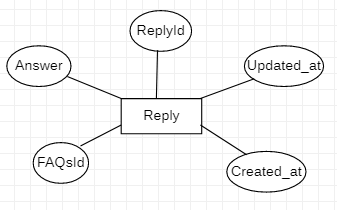 ReplyId
Answer
Updated_at
Reply
FAQsId
Created_at